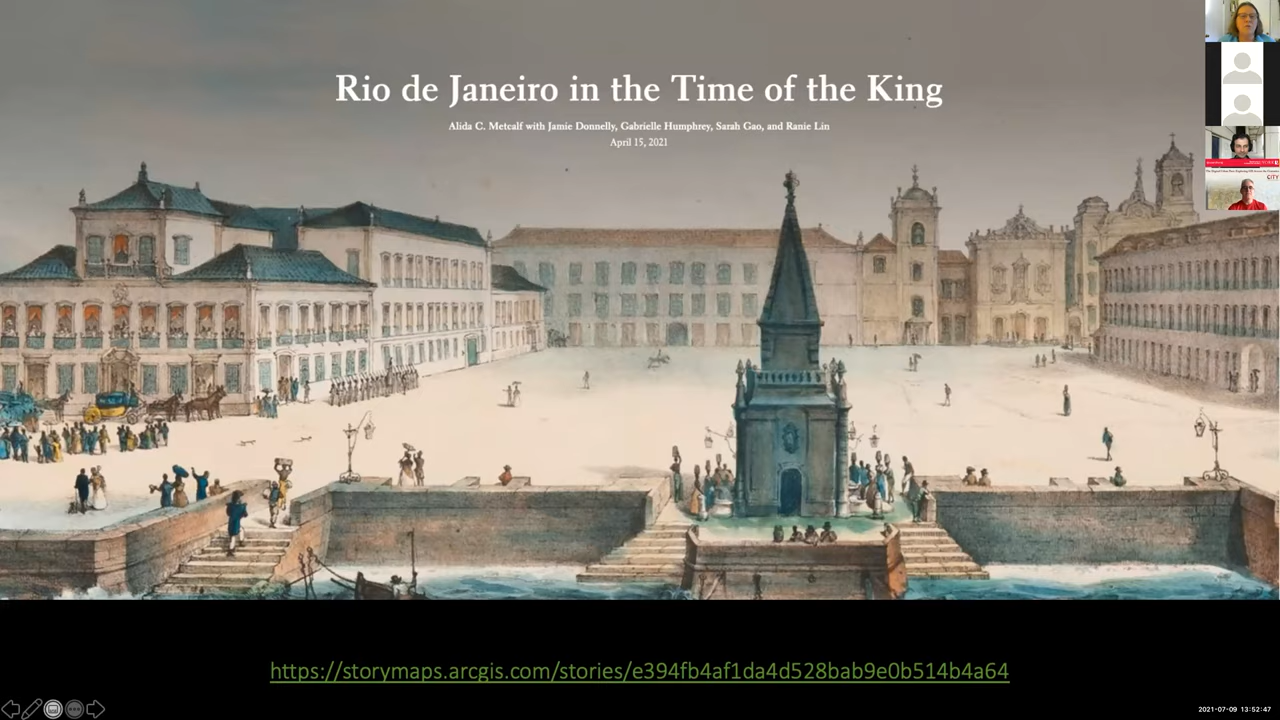 Rio de Janeiro in the Time of the King
Alida C. Metcalf with Jamie Donnelly, Gabrielle Humphrey, Sarah Gao, and Ranie Lin
April 15, 2021
CITY
https://storymaps.arcgis.com/stories/e394fb4af1da4d528bab9e0b514b4a64
2021-07-09 13:52:47